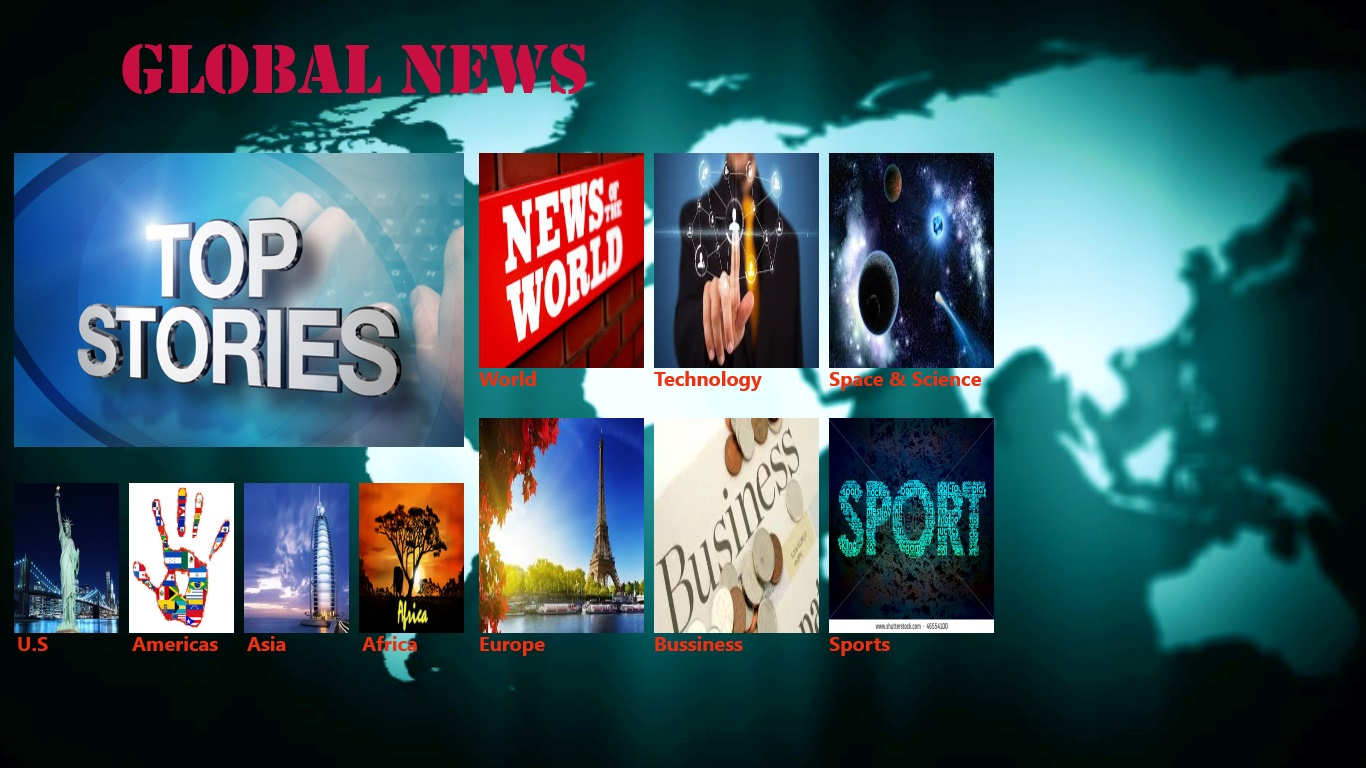 GLOBAL NEWS
TOP
STORIES
NEWS OF THE
WORLD
World
Technology
Space & Science
U.S
Americas
Asia
Africa
Africa
Europe
Business
Bussiness
SPORT
www.shutterstock.com · 46554100
Sports